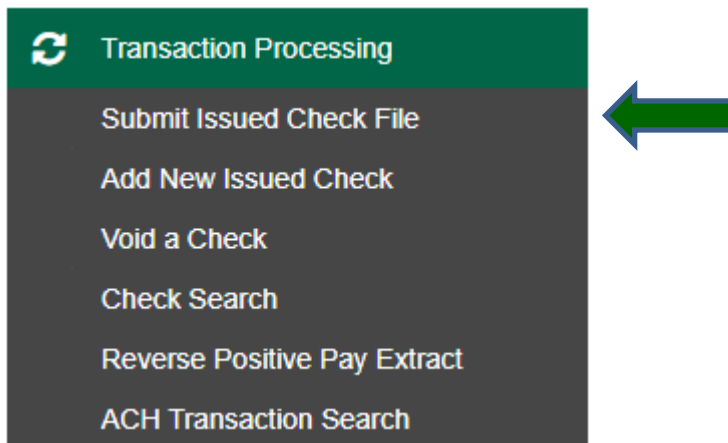 Transaction Processing
Submit Issued Check File
Add New Issued Check
Void a Check
Check Search
Reverse Positive Pay Extract
ACH Transaction Search